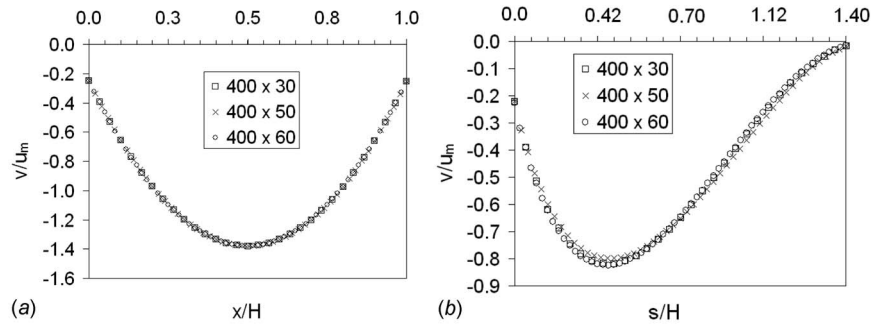 0.0 0.3 0.5 0.8 1.0
0.0
-0.2
-0.4
-0.6
-0.8
-1.0
-1.2
-1.4
-1.6
v/um
400 x 30
400 x 50
400 x 60
(a)
x/H
0.0 0.42 0.70 1.12 1.40
0.0
-0.1
-0.2
-0.3
-0.4
-0.5
-0.6
-0.7
-0.8
-0.9
v/um
400 x 30
400 x 50
400 x 60
(b)
s/H